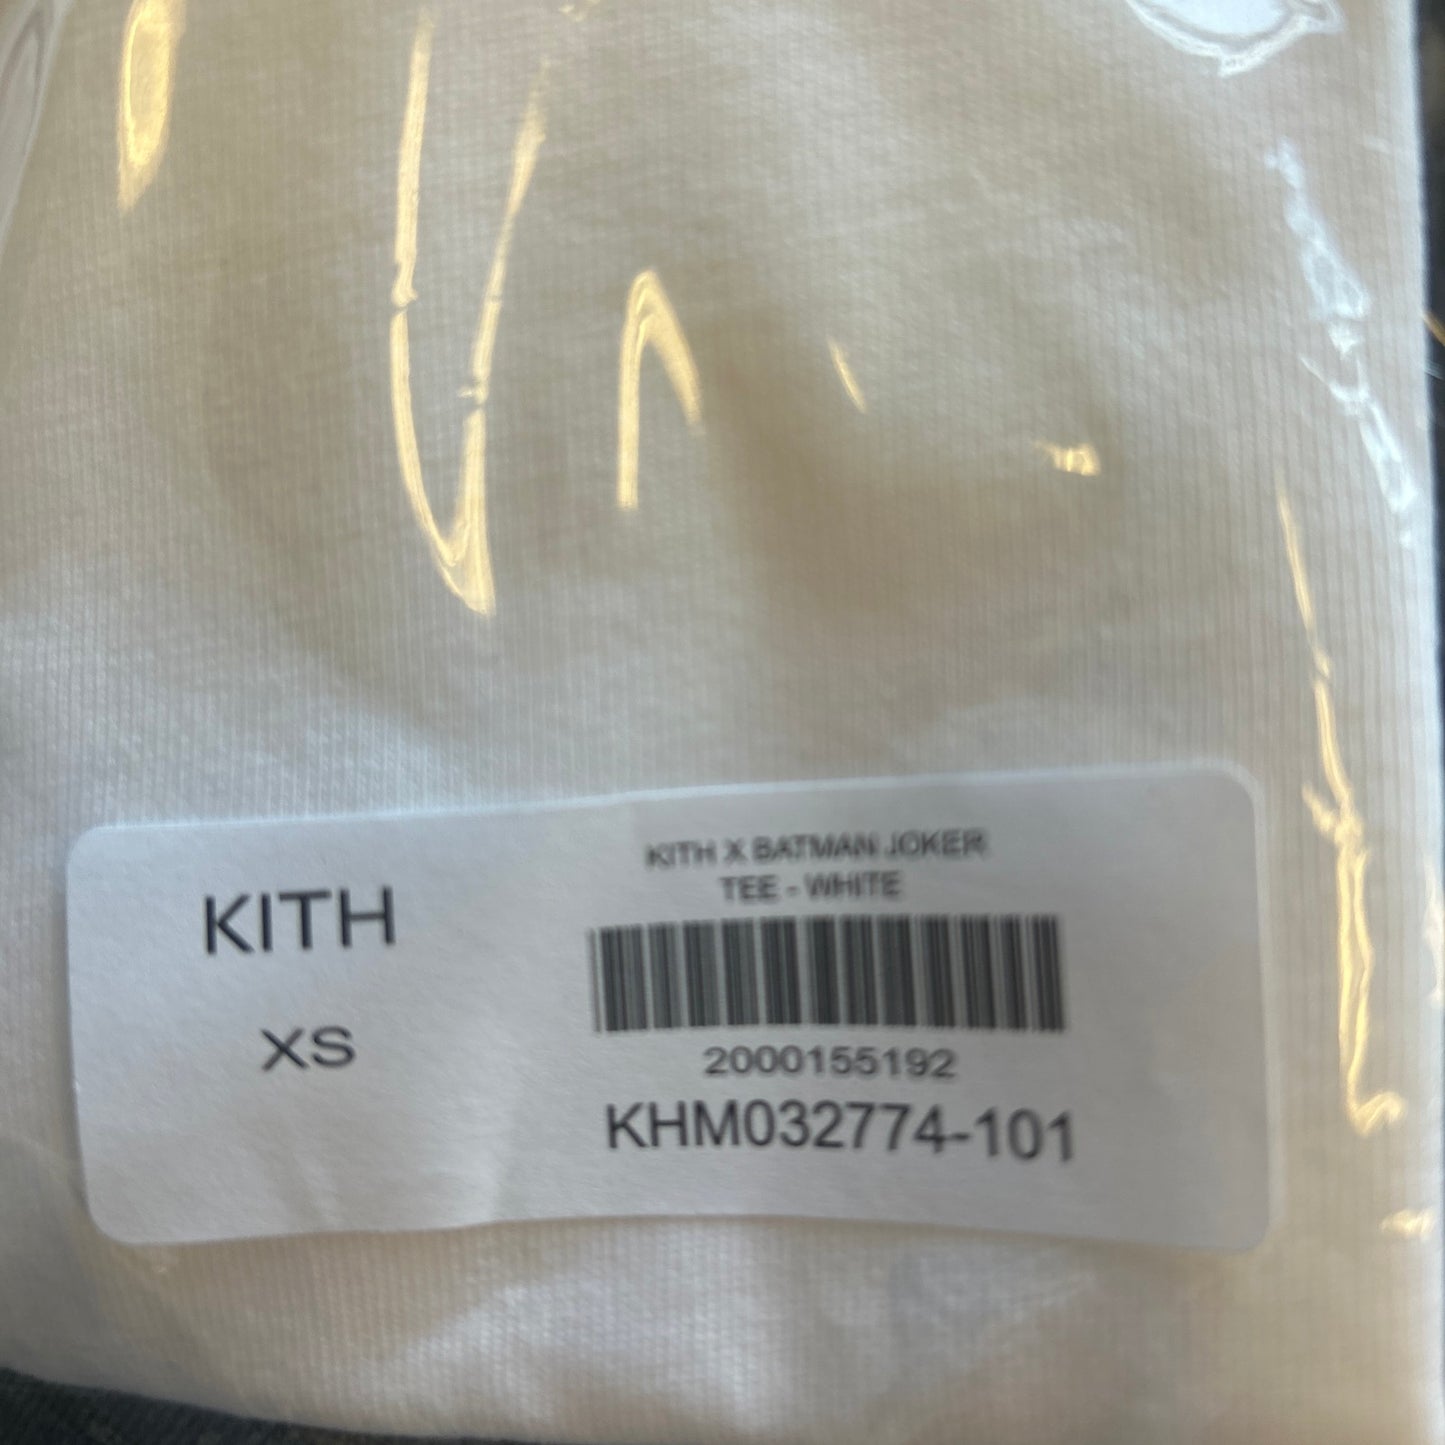 KITH
XS
KITH X BATMAN JOKER
TEE - WHITE
2000155192
KHM032774-101